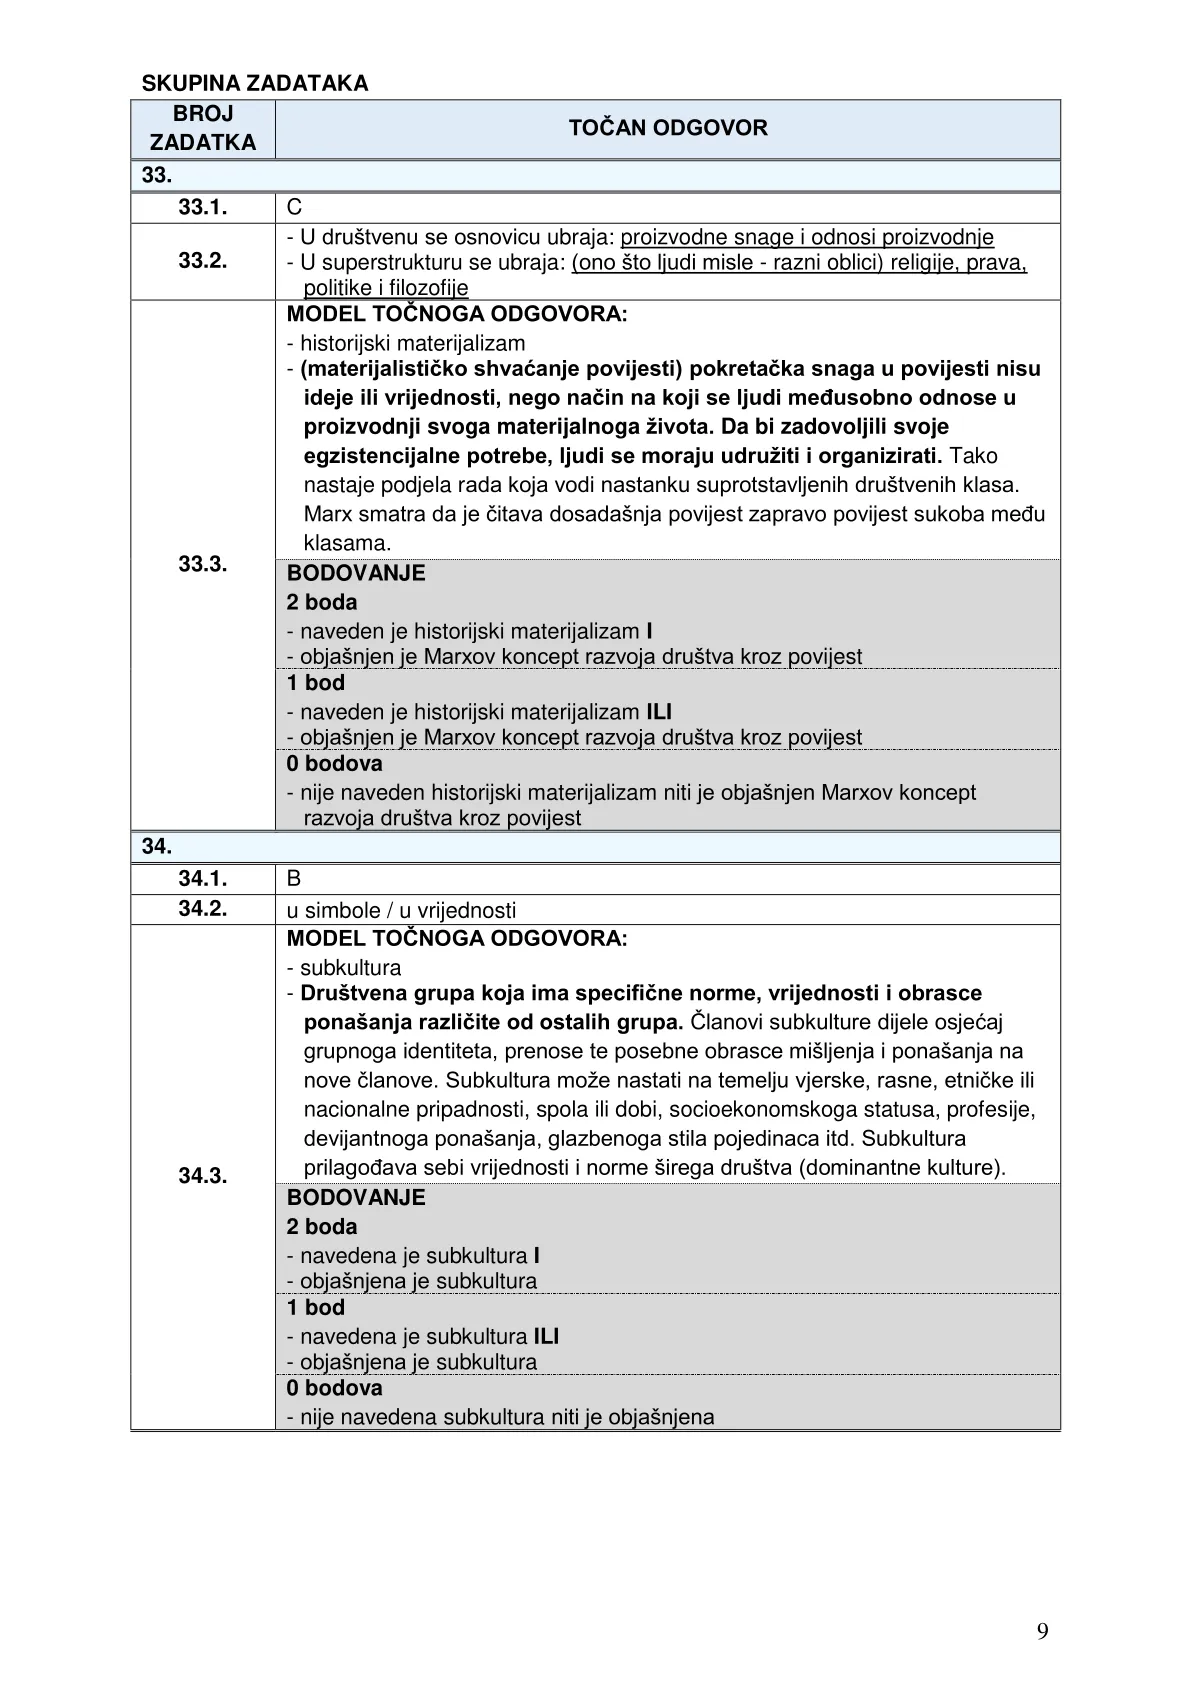 SKUPINA ZADATAKA
BROJ
ZADATKA
TOČAN ODGOVOR
33.
33.1.
C
33.2.
- U društvenu se osnovicu ubraja: proizvodne snage i odnosi proizvodnje
- U superstrukturu se ubraja: (ono što ljudi misle - razni oblici) religije, prava,
politike i filozofije
33.3.
MODEL TOČNOGA ODGOVORA:
- historijski materijalizam
- (materijalističko shvaćanje povijesti) pokretačka snaga u povijesti nisu
ideje ili vrijednosti, nego način na koji se ljudi međusobno odnose u
proizvodnji svoga materijalnoga života. Da bi zadovoljili svoje
egzistencijalne potrebe, ljudi se moraju udružiti i organizirati. Tako
nastaje podjela rada koja vodi nastanku suprotstavljenih društvenih klasa.
Marx smatra da je čitava dosadašnja povijest zapravo povijest sukoba među
klasama.
BODOVANJE
2 boda
- naveden je historijski materijalizam I
- objašnjen je Marxov koncept razvoja društva kroz povijest
1 bod
- naveden je historijski materijalizam ILI
- objašnjen je Marxov koncept razvoja društva kroz povijest
0 bodova
- nije naveden historijski materijalizam niti je objašnjen Marxov koncept
razvoja društva kroz povijest
34.
34.1.
B
34.2.
u simbole / u vrijednosti
34.3.
MODEL TOČNOGA ODGOVORA:
- subkultura
- Društvena grupa koja ima specifične norme, vrijednosti i obrasce
ponašanja različite od ostalih grupa. Članovi subkulture dijele osjećaj
grupnoga identiteta, prenose te posebne obrasce mišljenja i ponašanja na
nove članove. Subkultura može nastati na temelju vjerske, rasne, etničke ili
nacionalne pripadnosti, spola ili dobi, socioekonomskoga statusa, profesije,
devijantnoga ponašanja, glazbenoga stila pojedinaca itd. Subkultura
prilagođava sebi vrijednosti i norme širega društva (dominantne kulture).
BODOVANJE
2 boda
- navedena je subkultura I
- objašnjena je subkultura
1 bod
- navedena je subkultura ILI
- objašnjena je subkultura
0 bodova
- nije navedena subkultura niti je objašnjena
9